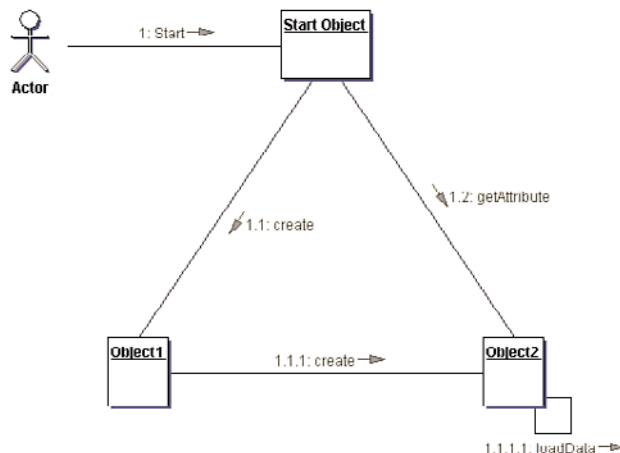 Start Object
1: Start
Actor
1.2: getAttribute
1.1: create
Object1
Object2
1.1.1: create
1.1.1.1: loadData